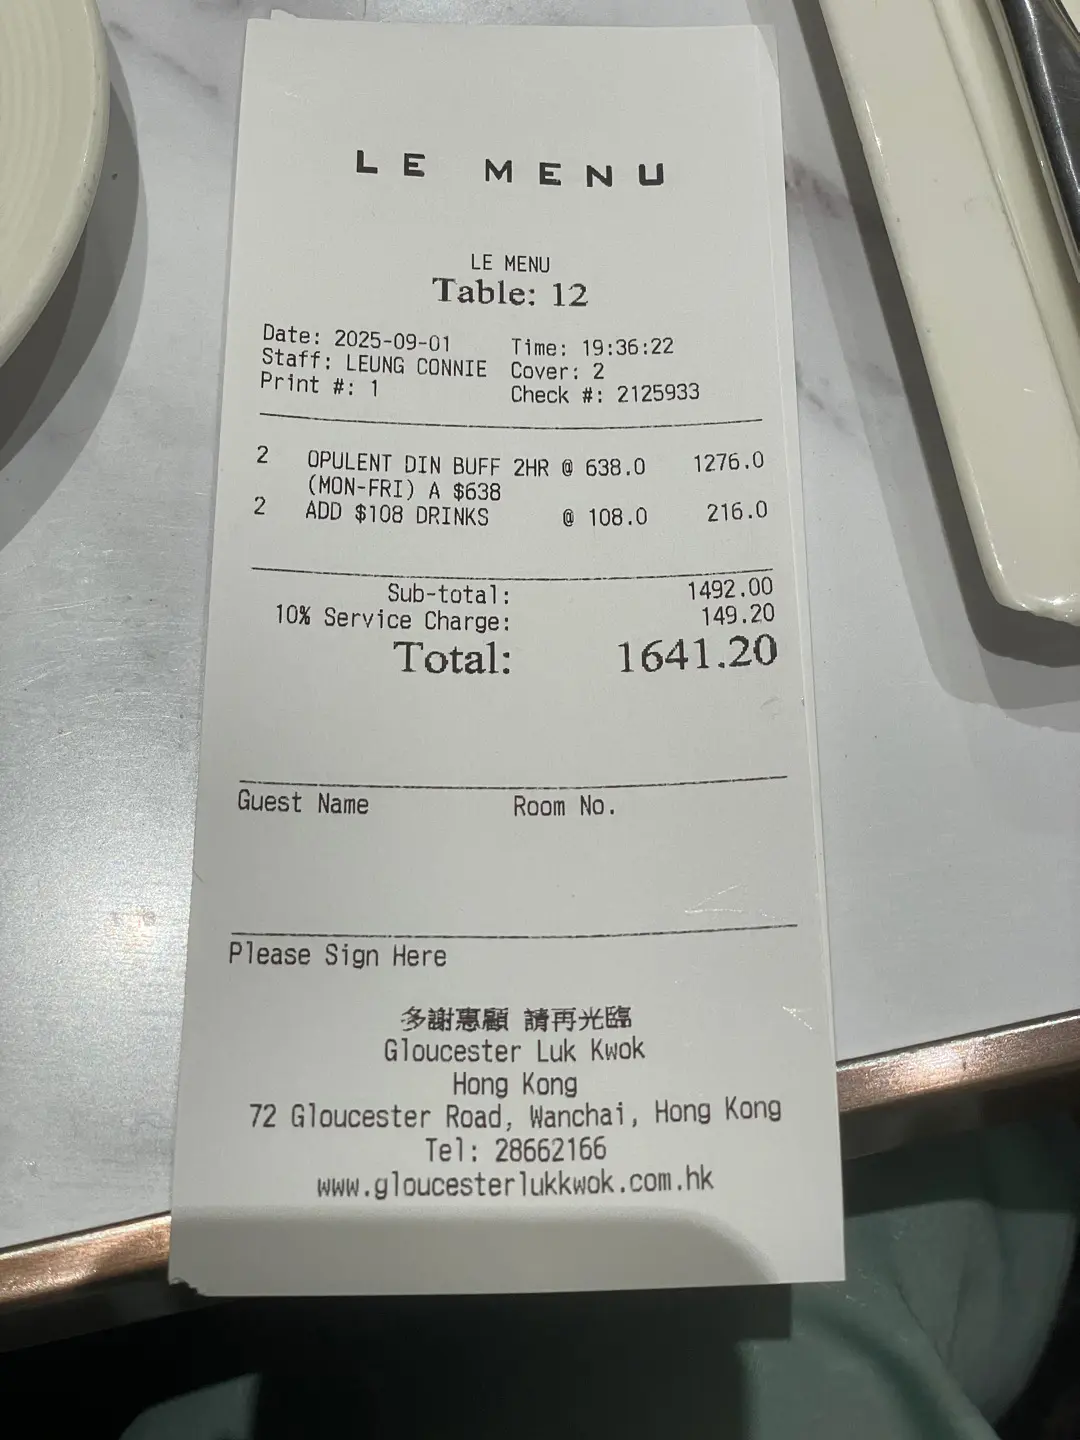 LE MENU
LE MENU
Table: 12
Date: 2025-09-01 Time: 19:36:22
Staff: LEUNG CONNIE Cover: 2
Print #: 1 Check #: 2125933
2 OPULENT DIN BUFF 2HR @ 638.0 1276.0
(MON-FRI) A $638
2 ADD $108 DRINKS @ 108.0 216.0
Sub-total: 1492.00
10% Service Charge: 149.20
Total: 1641.20
Guest Name Room No.
Please Sign Here
多謝惠顧 請再光臨
Gloucester Luk Kwok
Hong Kong
72 Gloucester Road, Wanchai, Hong Kong
Tel: 28662166
www.gloucesterlukkwok.com.hk